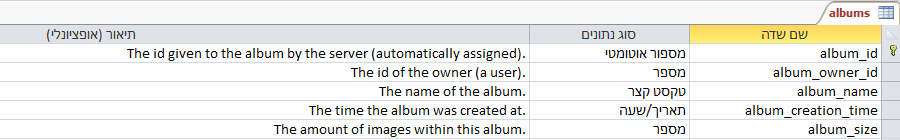 albums
שם שדה סוג נתונים תיאור (אופציונלי)
album_id מספור אוטומטי The id given to the album by the server (automatically assigned).
album_owner_id מספר The id of the owner (a user).
album_name טקסט קצר The name of the album.
album_creation_time תאריך/שעה The time the album was created at.
album_size מספר The amount of images within this album.